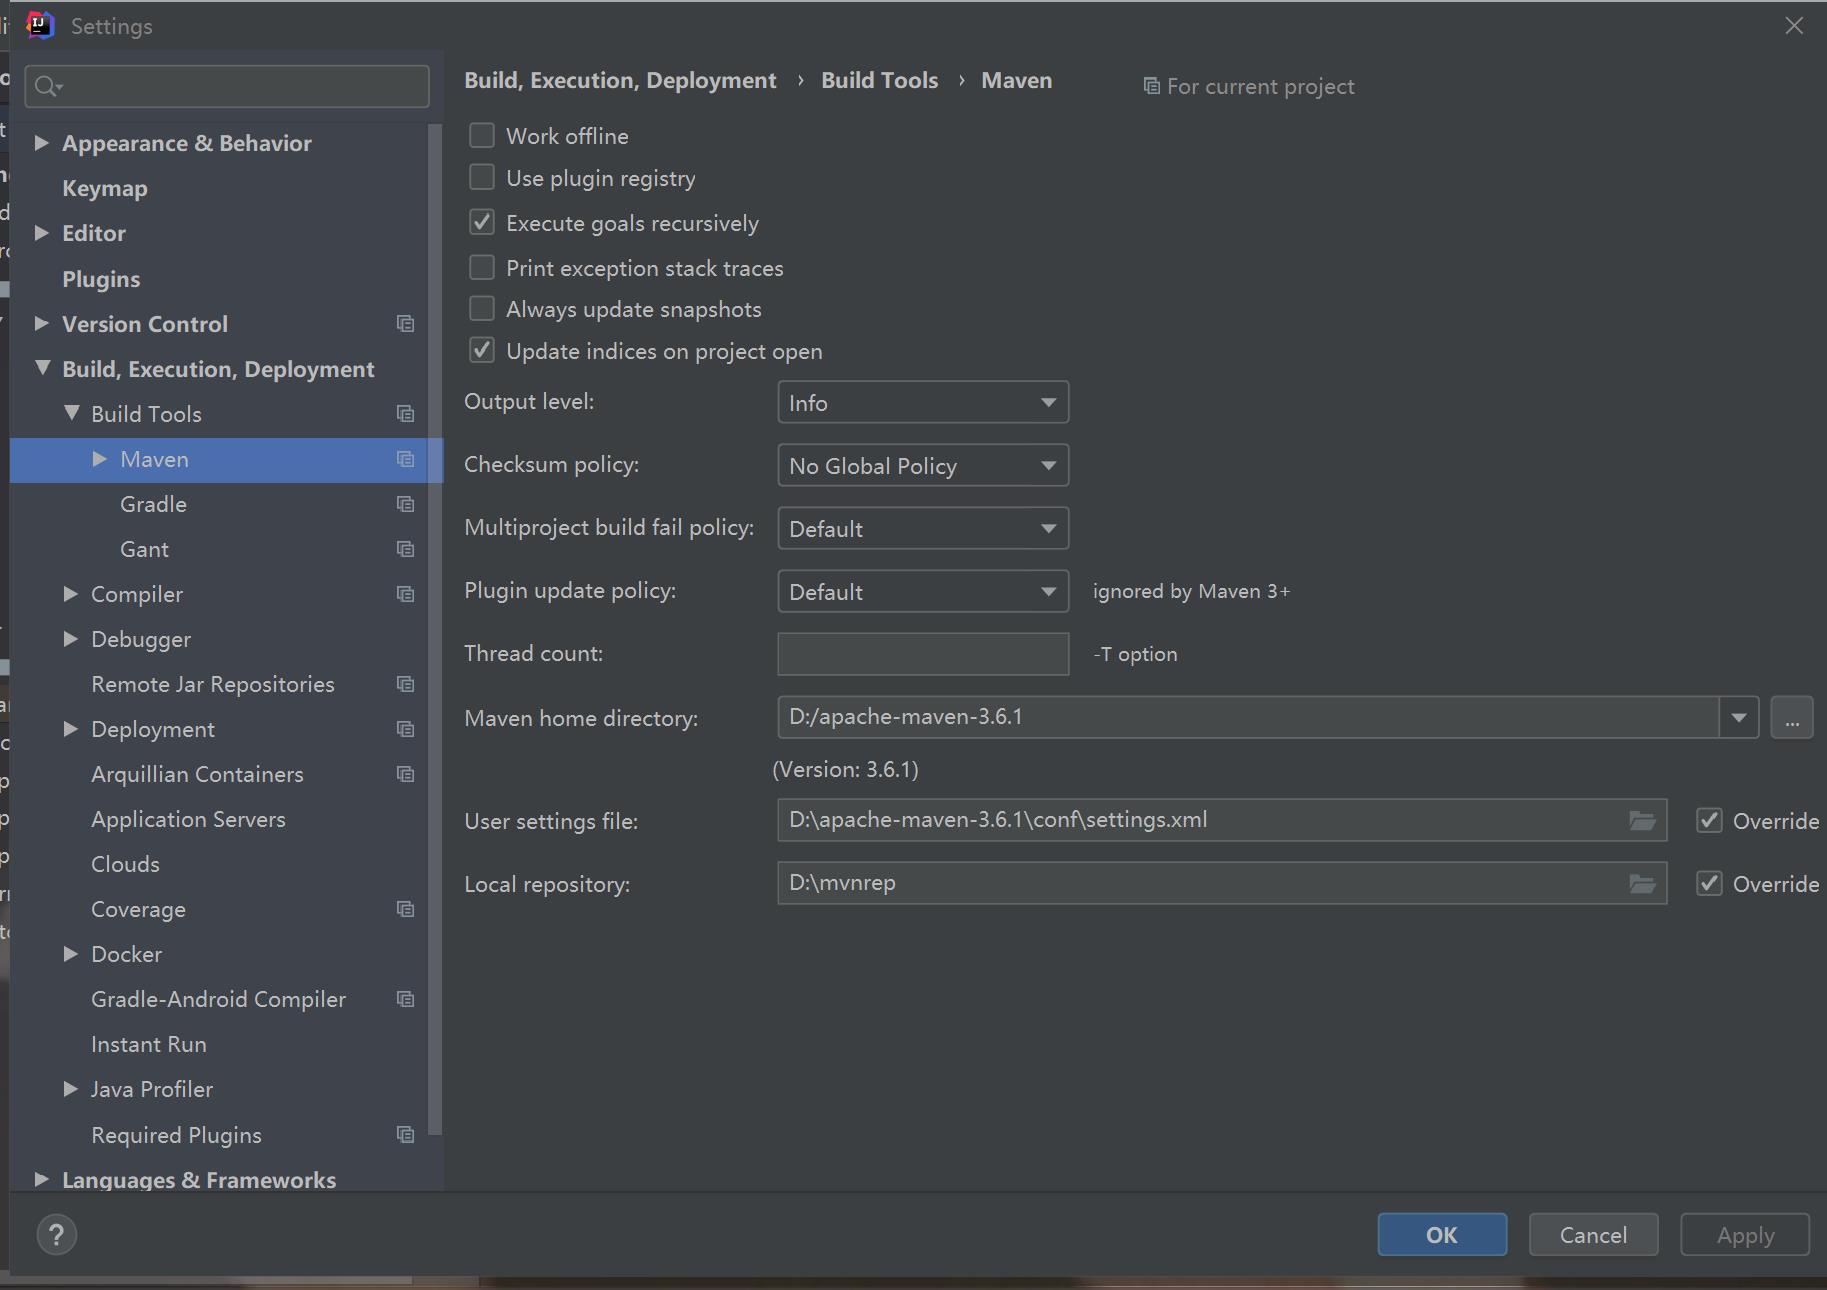 Settings
Build, Execution, Deployment › Build Tools › Maven
For current project
Appearance & Behavior
Keymap
Editor
Plugins
Version Control
Build, Execution, Deployment
Build Tools
Maven
Gradle
Gant
Compiler
Debugger
Remote Jar Repositories
Deployment
Arquillian Containers
Application Servers
Clouds
Coverage
Docker
Gradle-Android Compiler
Instant Run
Java Profiler
Required Plugins
Languages & Frameworks
Work offline
Use plugin registry
Execute goals recursively
Print exception stack traces
Always update snapshots
Update indices on project open
Output level: Info
Checksum policy: No Global Policy
Multiproject build fail policy: Default
Plugin update policy: Default ignored by Maven 3+
Thread count: -T option
Maven home directory: D:/apache-maven-3.6.1 ...
(Version: 3.6.1)
User settings file: D:\apache-maven-3.6.1\conf\settings.xml Override
Local repository: D:\mvnrep Override
? OK Cancel Apply